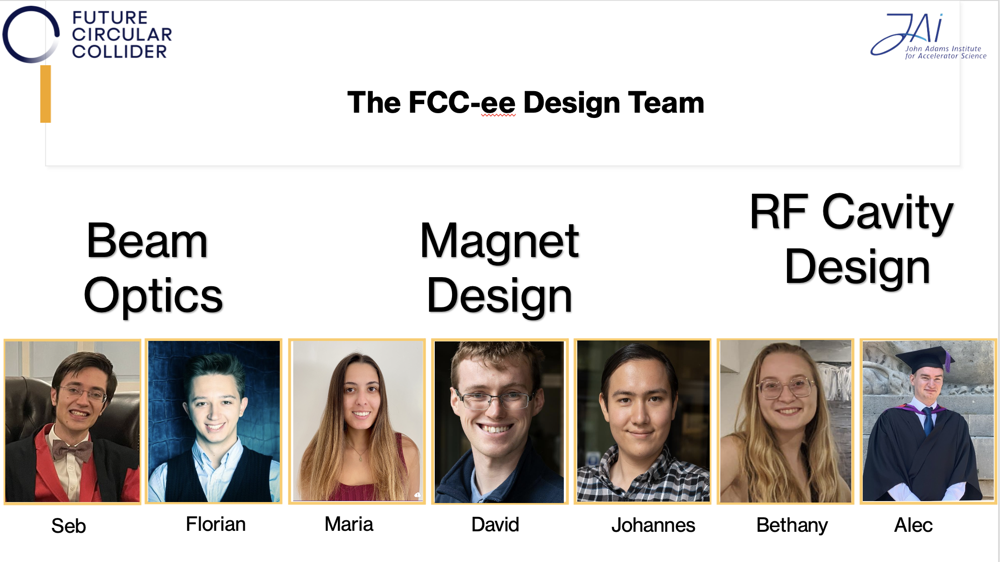 FUTURE
CIRCULAR
COLLIDER
JAi
John Adams Institute
for Accelerator Science
The FCC-ee Design Team
Beam
Optics
Magnet
Design
RF Cavity
Design
Seb
Florian
Maria
David
Johannes
Bethany
Alec